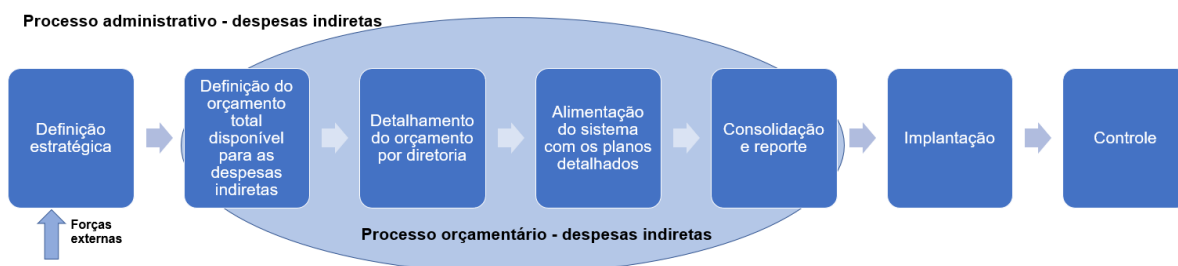 Processo administrativo - despesas indiretas
Definição
estratégica
Definição do
orçamento
total
disponível
para as
despesas
indiretas
Detalhamento
do orçamento
por diretoria
Alimentação
do sistema
com os planos
detalhados
Consolidação
e reporte
Implantação
Controle
Forças
externas
Processo orçamentário - despesas indiretas